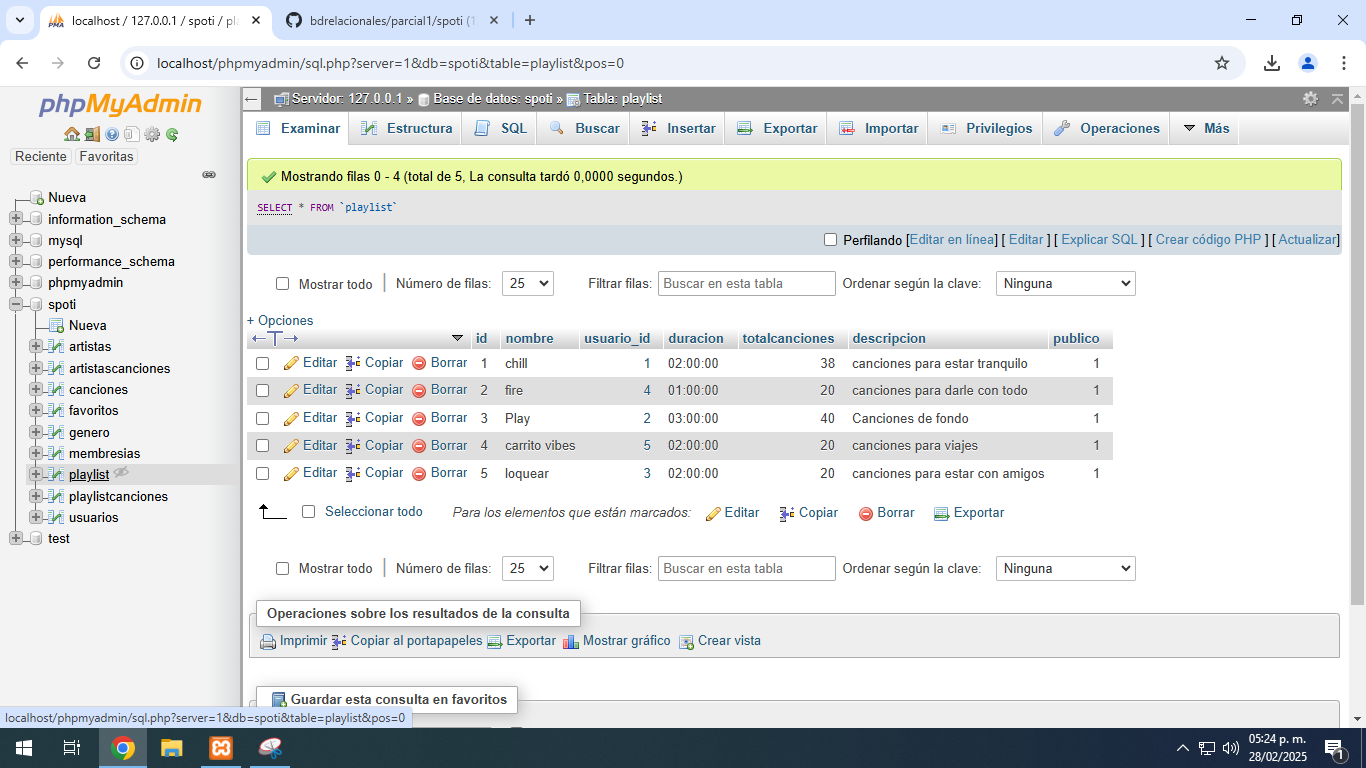 localhost / 127.0.0.1 / spoti / pla
bdrelacionales/parcial1/spoti (1
localhost/phpmyadmin/sql.php?server=1&db=spoti&table=playlist&pos=0
phpMyAdmin
Reciente Favoritas
Nueva
information_schema
mysql
performance_schema
phpmyadmin
spoti
Nueva
artistas
artistascanciones
canciones
favoritos
genero
membresias
playlist
playlistcanciones
usuarios
test
Servidor: 127.0.0.1 » Base de datos: spoti » Tabla: playlist
Examinar Estructura SQL Buscar Insertar Exportar Importar Privilegios Operaciones Más
Mostrando filas 0 - 4 (total de 5, La consulta tardó 0,0000 segundos.)
SELECT * FROM `playlist`
Perfilando [Editar en línea] [ Editar ] [ Explicar SQL ] [ Crear código PHP ] [ Actualizar]
Mostrar todo Número de filas: 25 Filtrar filas: Buscar en esta tabla Ordenar según la clave: Ninguna
+ Opciones
id nombre usuario_id duracion totalcanciones descripcion publico
Editar Copiar Borrar 1 chill 1 02:00:00 38 canciones para estar tranquilo 1
Editar Copiar Borrar 2 fire 4 01:00:00 20 canciones para darle con todo 1
Editar Copiar Borrar 3 Play 2 03:00:00 40 Canciones de fondo 1
Editar Copiar Borrar 4 carrito vibes 5 02:00:00 20 canciones para viajes 1
Editar Copiar Borrar 5 loquear 3 02:00:00 20 canciones para estar con amigos 1
Seleccionar todo Para los elementos que están marcados: Editar Copiar Borrar Exportar
Mostrar todo Número de filas: 25 Filtrar filas: Buscar en esta tabla Ordenar según la clave: Ninguna
Operaciones sobre los resultados de la consulta
Imprimir Copiar al portapapeles Exportar Mostrar gráfico Crear vista
Guardar esta consulta en favoritos
localhost/phpmyadmin/sql.php?server=1&db=spoti&table=playlist&pos=0
05:24 p. m.
28/02/2025
1